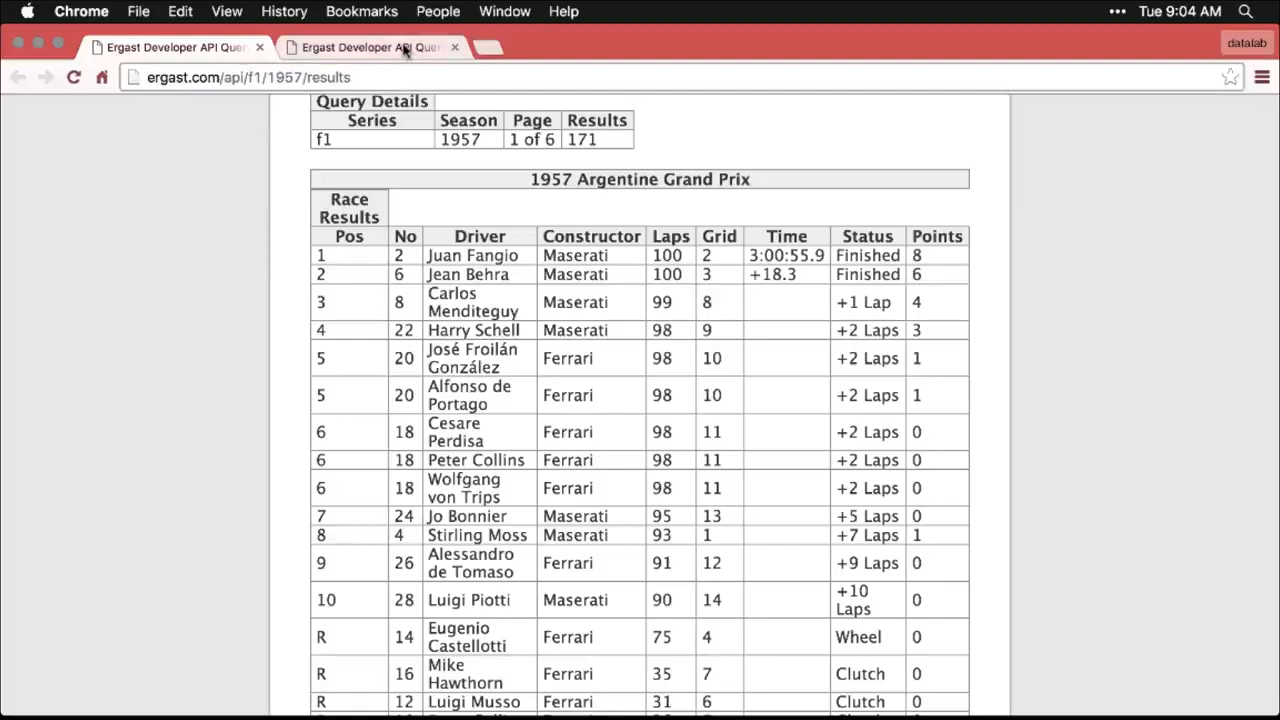 Chrome File Edit View History Bookmarks People Window Help ••• Tue 9:04 AM
Ergast Developer API Quer Ergast Developer API Quer datalab
ergast.com/api/f1/1957/results
Query Details
Series Season Page Results
f1 1957 1 of 6 171
1957 Argentine Grand Prix
Race
Results
Pos No Driver Constructor Laps Grid Time Status Points
1 2 Juan Fangio Maserati 100 2 3:00:55.9 Finished 8
2 6 Jean Behra Maserati 100 3 +18.3 Finished 6
3 8 Carlos Menditeguy Maserati 99 8 +1 Lap 4
4 22 Harry Schell Maserati 98 9 +2 Laps 3
5 20 José Froilán González Ferrari 98 10 +2 Laps 1
5 20 Alfonso de Portago Ferrari 98 10 +2 Laps 1
6 18 Cesare Perdisa Ferrari 98 11 +2 Laps 0
6 18 Peter Collins Ferrari 98 11 +2 Laps 0
6 18 Wolfgang von Trips Ferrari 98 11 +2 Laps 0
7 24 Jo Bonnier Maserati 95 13 +5 Laps 0
8 4 Stirling Moss Maserati 93 1 +7 Laps 1
9 26 Alessandro de Tomaso Ferrari 91 12 +9 Laps 0
10 28 Luigi Piotti Maserati 90 14 +10 Laps 0
R 14 Eugenio Castellotti Ferrari 75 4 Wheel 0
R 16 Mike Hawthorn Ferrari 35 7 Clutch 0
R 12 Luigi Musso Ferrari 31 6 Clutch 0